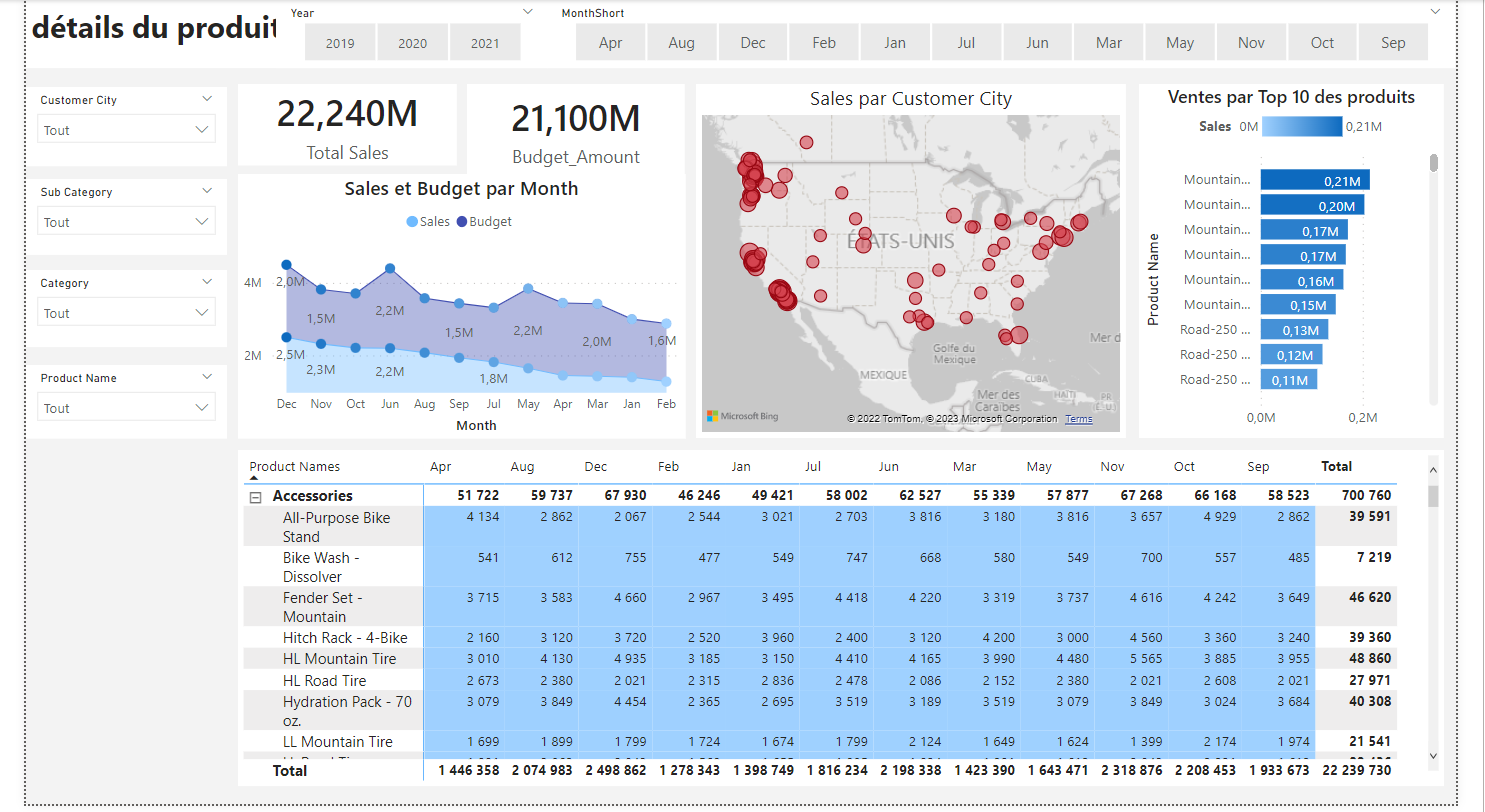 détails du produit
Year
2019 2020 2021
MonthShort
Apr Aug Dec Feb Jan Jul Jun Mar May Nov Oct Sep
Customer City
Tout
Sub Category
Tout
Category
Tout
Product Name
Tout
22,240M
Total Sales
21,100M
Budget_Amount
Sales et Budget par Month
Sales Budget
4M
2M
2,0M 1,5M 2,2M 1,5M 2,2M 2,0M 1,6M
2,5M 2,3M 2,2M 1,8M
Dec Nov Oct Jun Aug Sep Jul May Apr Mar Jan Feb
Month
Sales par Customer City
ÉTATS-UNIS
Mer d
Golfe du
Mexique
MEXIQUE
CUBA
Mer des
Caraïbes
HAÏTI
PR
(É.-U.)
Microsoft Bing
© 2022 TomTom, © 2023 Microsoft Corporation Terms
Ventes par Top 10 des produits
Sales 0M 0,21M
Product Name
Mountain... 0,21M
Mountain... 0,20M
Mountain... 0,17M
Mountain... 0,17M
Mountain... 0,16M
Mountain... 0,15M
Road-250 ... 0,13M
Road-250 ... 0,12M
Road-250 ... 0,11M
0,0M 0,2M
Product Names Apr Aug Dec Feb Jan Jul Jun Mar May Nov Oct Sep Total
Accessories 51 722 59 737 67 930 46 246 49 421 58 002 62 527 55 339 57 877 67 268 66 168 58 523 700 760
All-Purpose Bike 4 134 2 862 2 067 2 544 3 021 2 703 3 816 3 180 3 816 3 657 4 929 2 862 39 591
Stand
Bike Wash - 541 612 755 477 549 747 668 580 549 700 557 485 7 219
Dissolver
Fender Set - 3 715 3 583 4 660 2 967 3 495 4 418 4 220 3 319 3 737 4 616 4 242 3 649 46 620
Mountain
Hitch Rack - 4-Bike 2 160 3 120 3 720 2 520 3 960 2 400 3 120 4 200 3 000 4 560 3 360 3 240 39 360
HL Mountain Tire 3 010 4 130 4 935 3 185 3 150 4 410 4 165 3 990 4 480 5 565 3 885 3 955 48 860
HL Road Tire 2 673 2 380 2 021 2 315 2 836 2 478 2 086 2 152 2 380 2 021 2 608 2 021 27 971
Hydration Pack - 70 3 079 3 849 4 454 2 365 2 695 3 519 3 189 3 519 3 079 3 849 3 024 3 684 40 308
oz.
LL Mountain Tire 1 699 1 899 1 799 1 724 1 674 1 799 2 124 1 649 1 624 1 399 2 174 1 974 21 541
Total 1 446 358 2 074 983 2 498 862 1 278 343 1 398 749 1 816 234 2 198 338 1 423 390 1 643 471 2 318 876 2 208 453 1 933 673 22 239 730